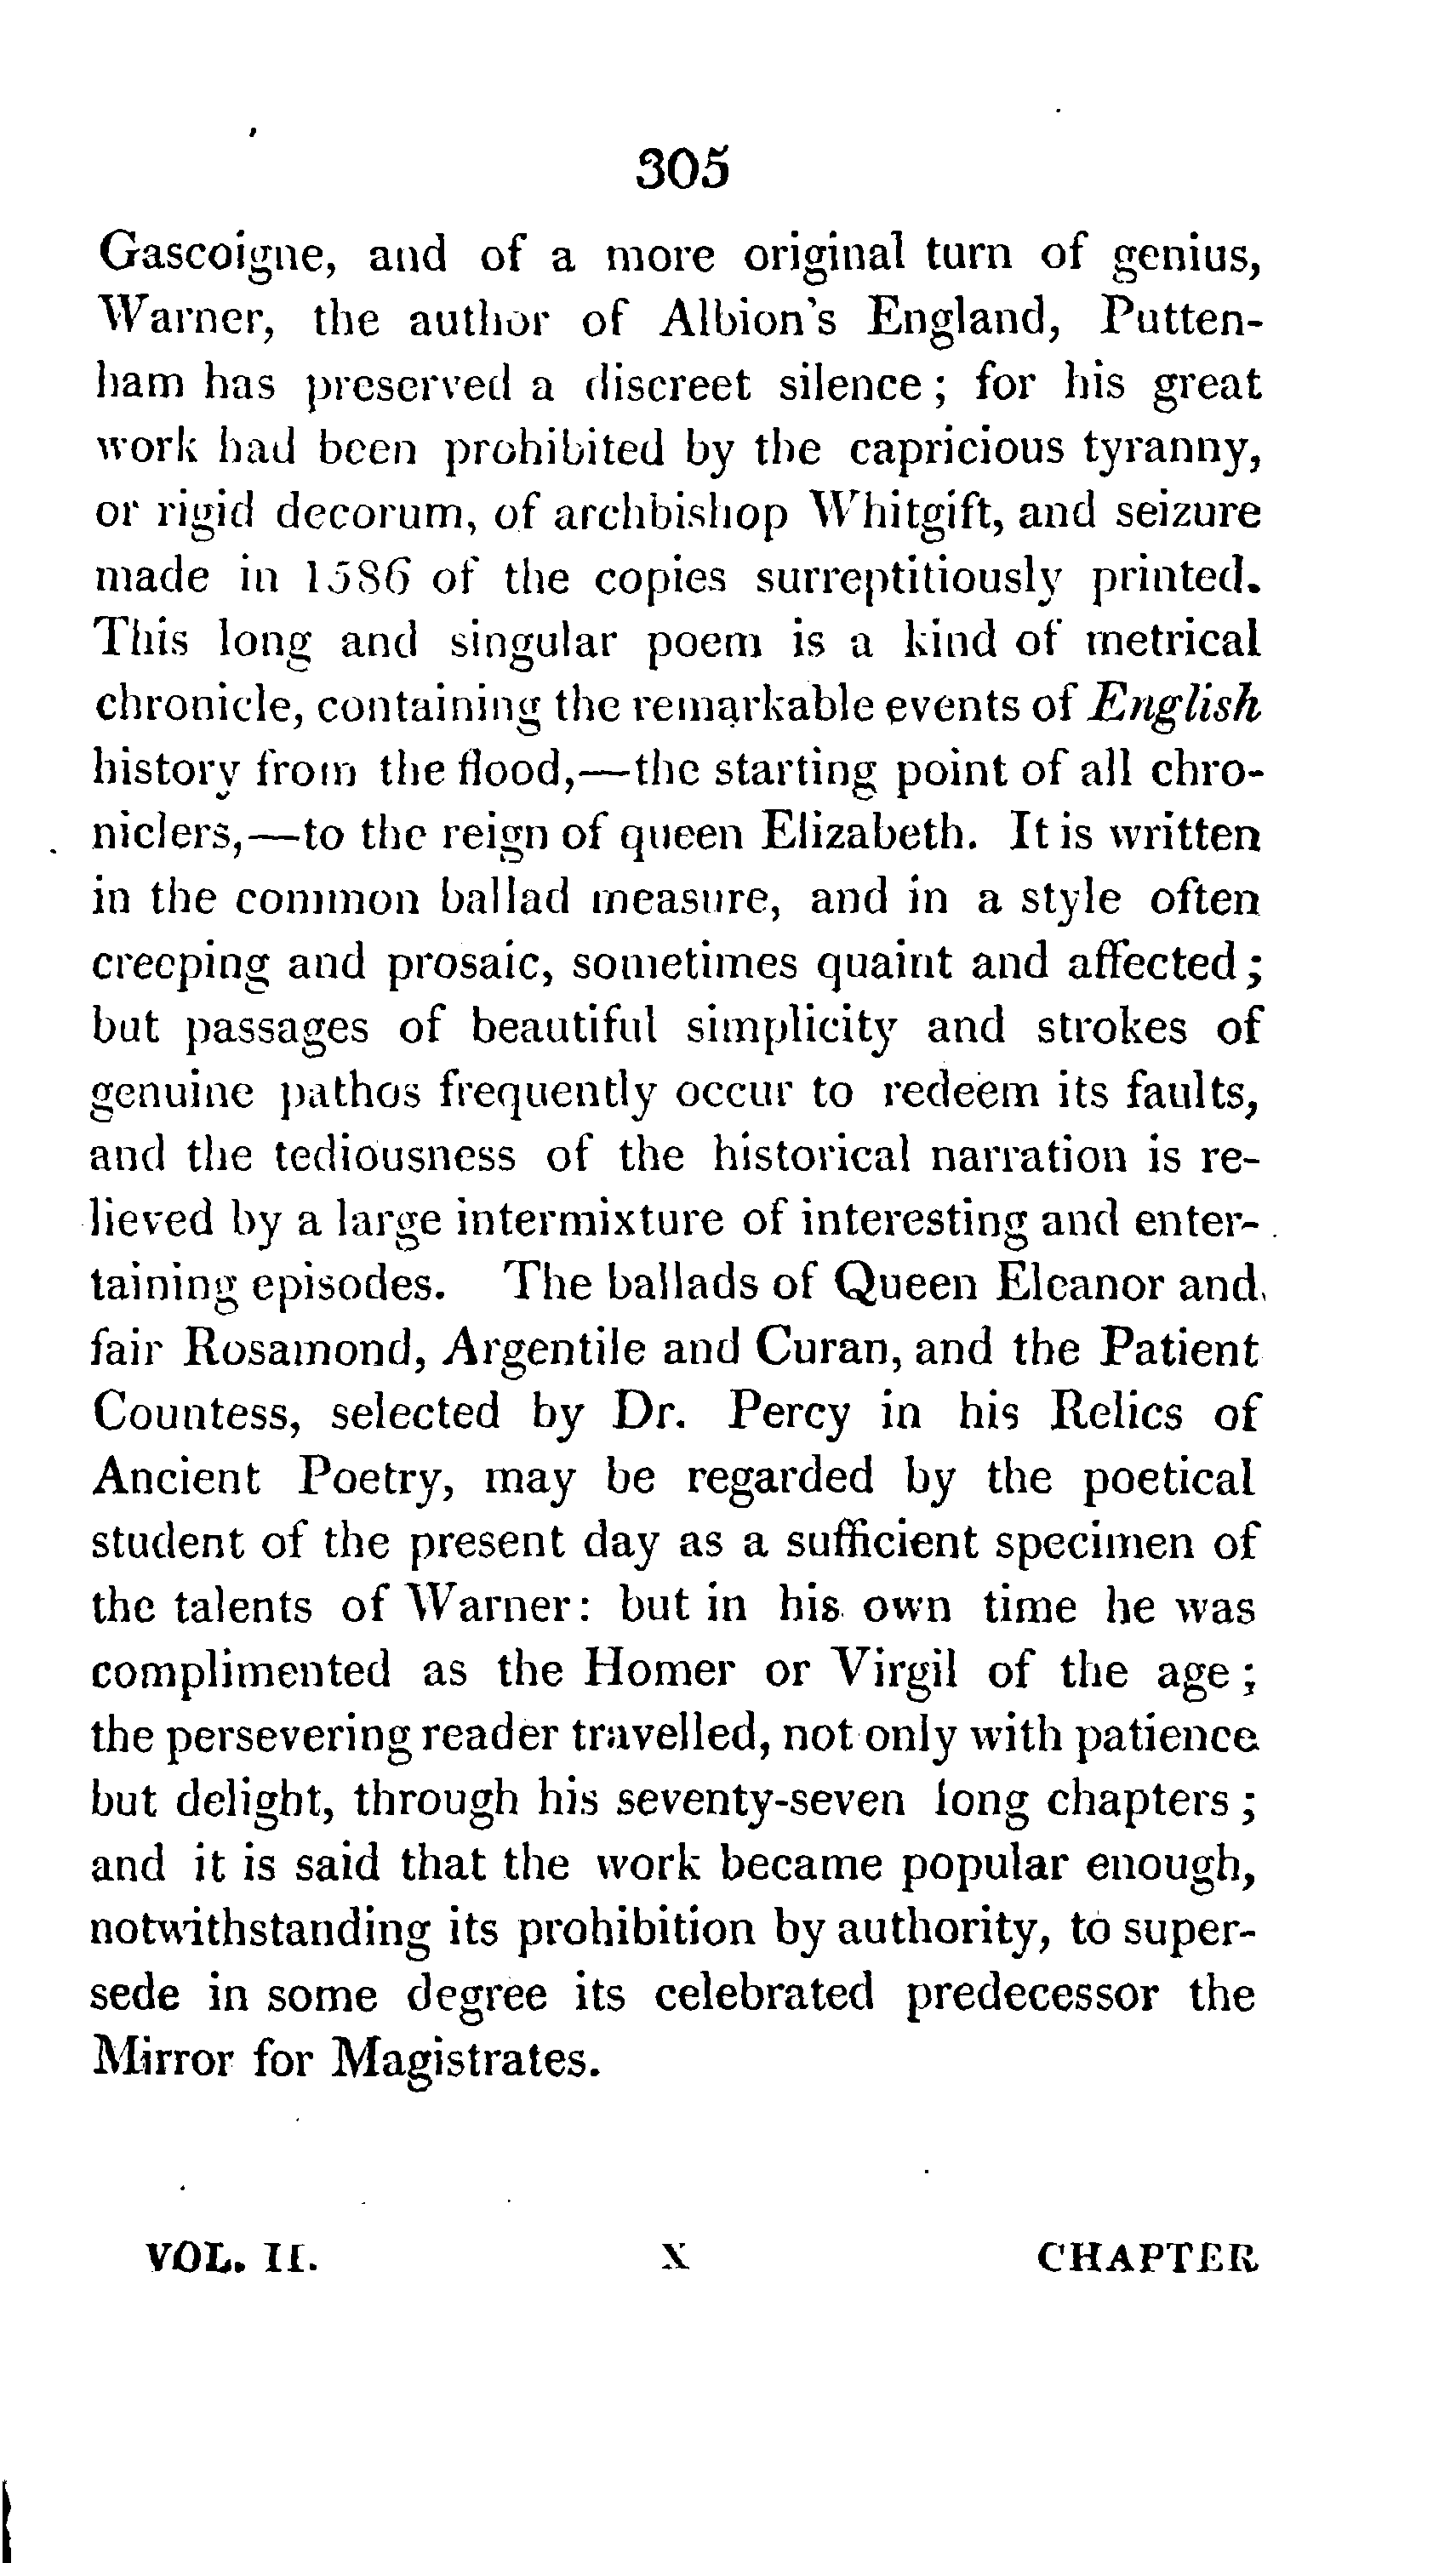 305
Gascoigne, and of a more original turn of genius,
Warner, the author of Albion's England, Putten-
ham has preserved a discreet silence; for his great
work had been prohibited by the capricious tyranny,
or rigid decorum, of archbishop Whitgift, and seizure
made in 1586 of the copies surreptitiously printed.
This long and singular poem is a kind of metrical
chronicle, containing the remarkable events of English
history from the flood,—the starting point of all chro-
niclers,—to the reign of queen Elizabeth. It is written
in the common ballad measure, and in a style often
creeping and prosaic, sometimes quaint and affected;
but passages of beautiful simplicity and strokes of
genuine pathos frequently occur to redeem its faults,
and the tediousness of the historical narration is re-
lieved by a large intermixture of interesting and enter-
taining episodes. The ballads of Queen Eleanor and
fair Rosamond, Argentile and Curan, and the Patient
Countess, selected by Dr. Percy in his Relics of
Ancient Poetry, may be regarded by the poetical
student of the present day as a sufficient specimen of
the talents of Warner: but in his own time he was
complimented as the Homer or Virgil of the age;
the persevering reader travelled, not only with patience
but delight, through his seventy-seven long chapters;
and it is said that the work became popular enough,
notwithstanding its prohibition by authority, to super-
sede in some degree its celebrated predecessor the
Mirror for Magistrates.
VOL. II. X CHAPTER